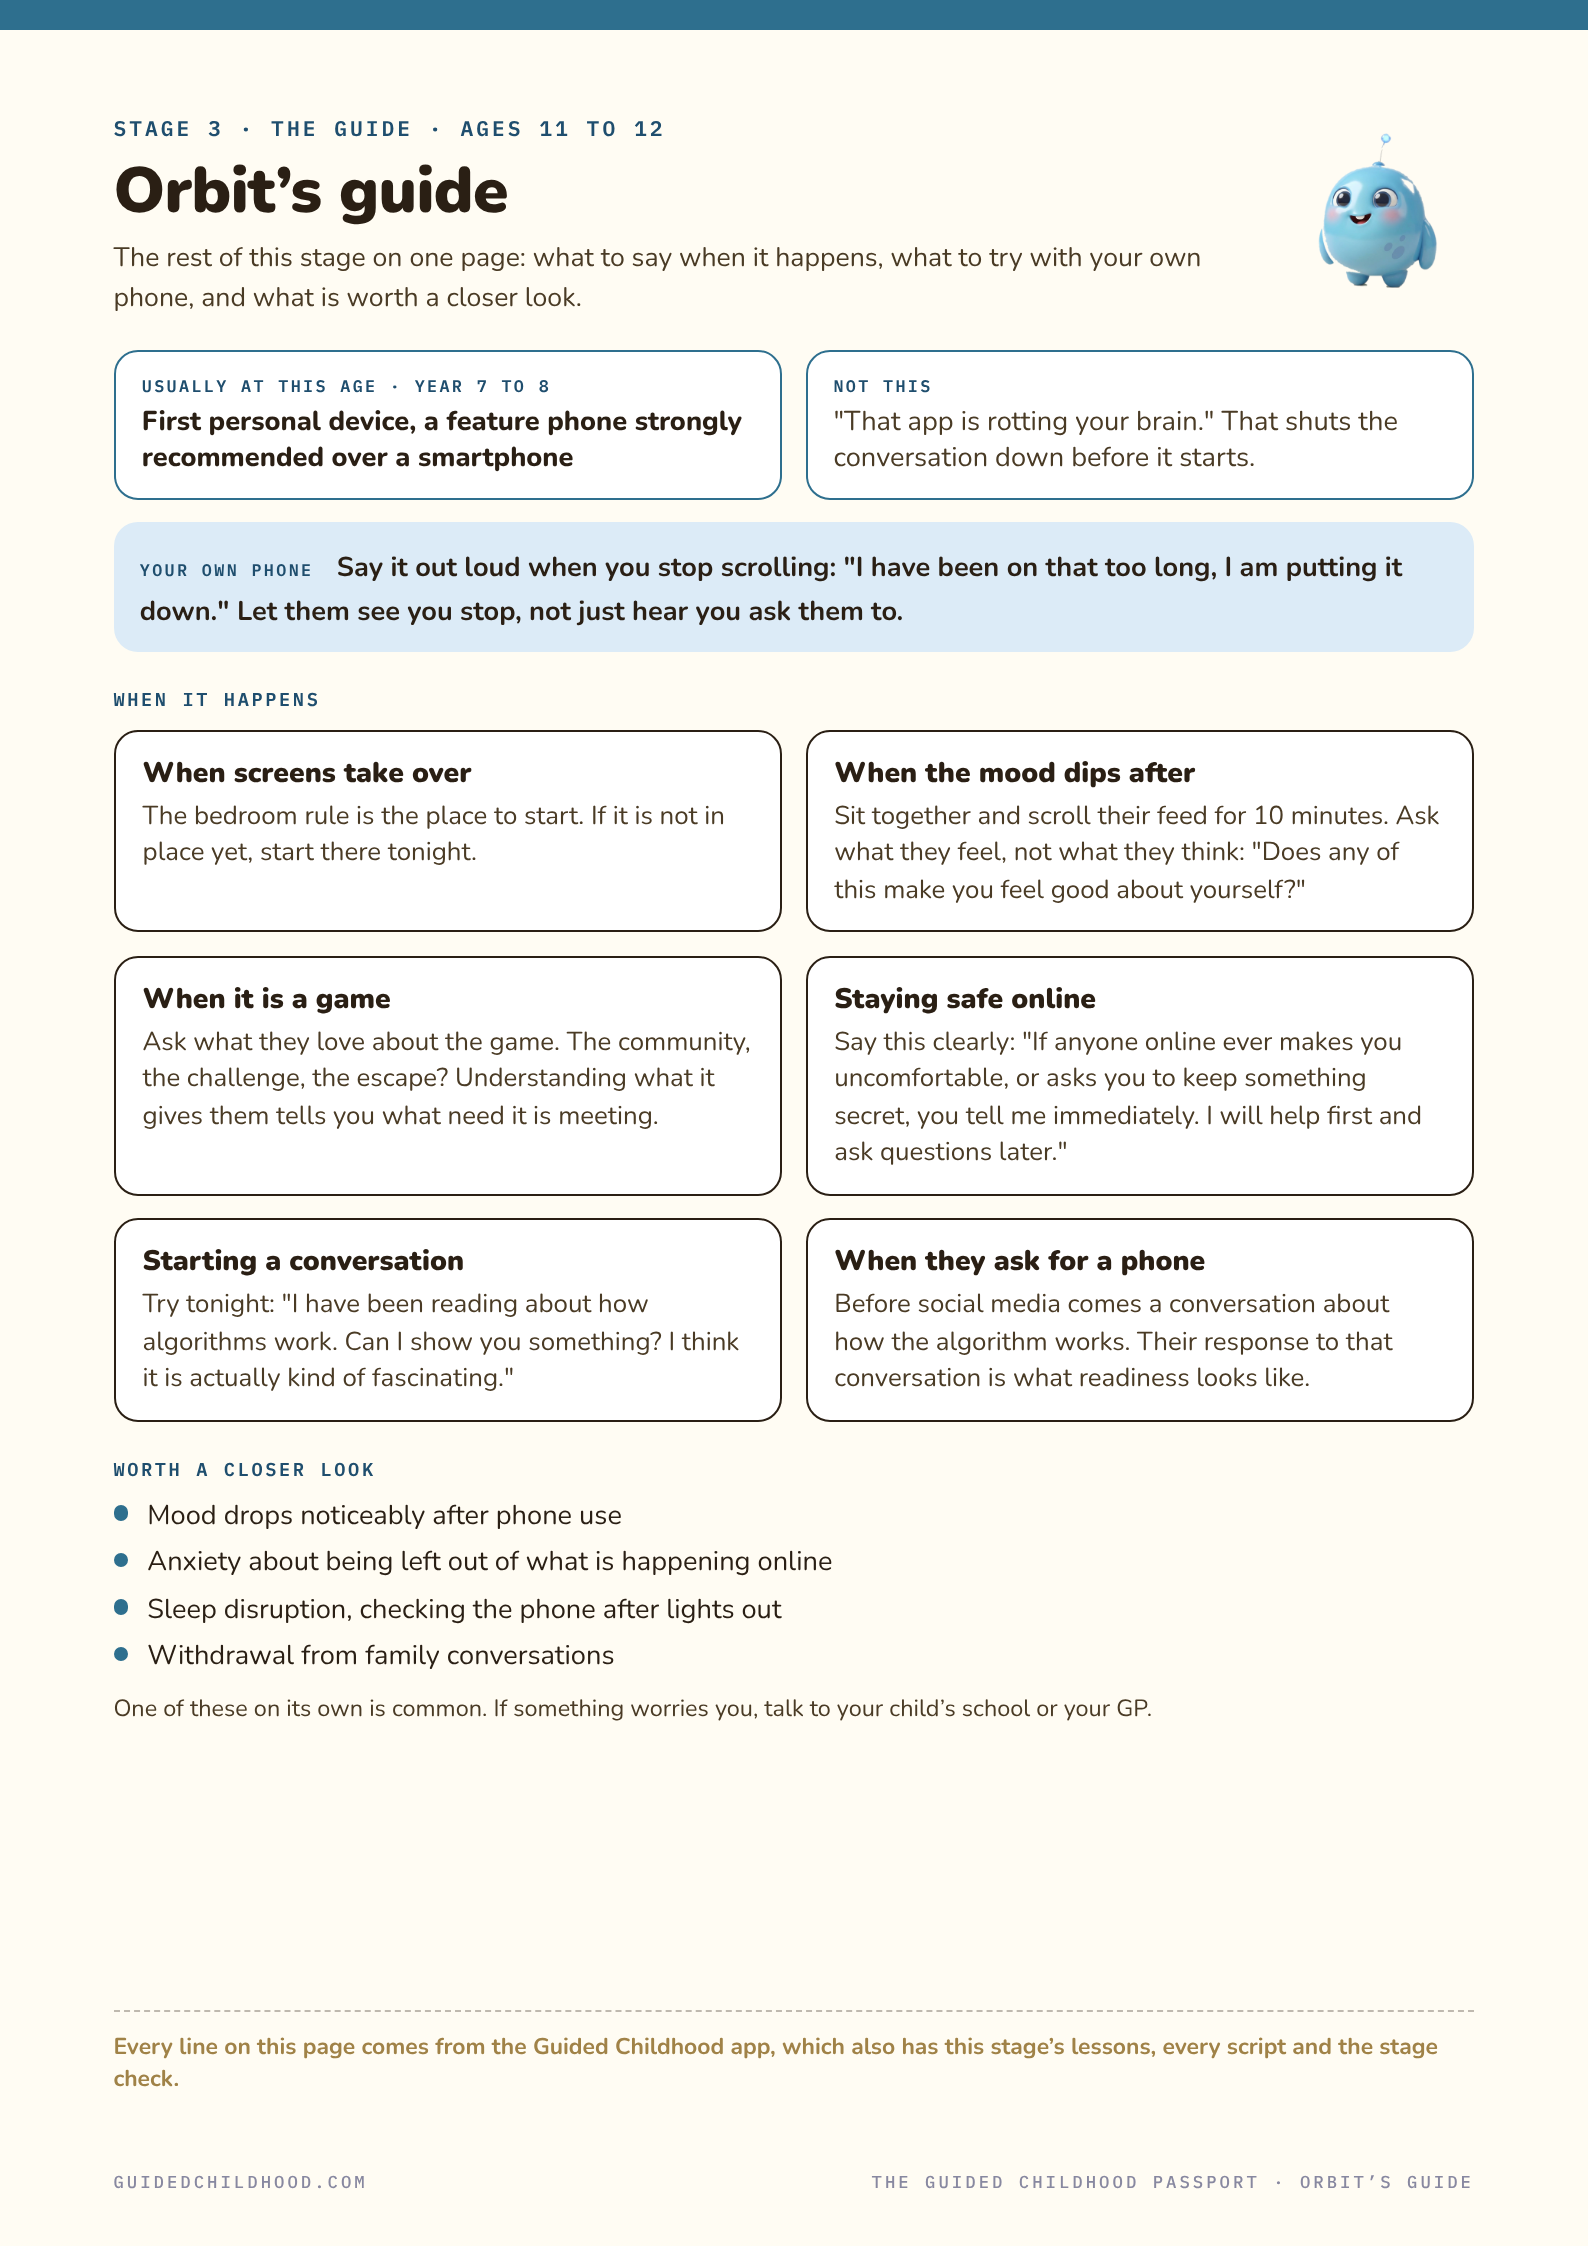 STAGE 3 · THE GUIDE · AGES 11 TO 12
Orbit’s guide
The rest of this stage on one page: what to say when it happens, what to try with your own
phone, and what is worth a closer look.
USUALLY AT THIS AGE · YEAR 7 TO 8
First personal device, a feature phone strongly
recommended over a smartphone
NOT THIS
"That app is rotting your brain." That shuts the
conversation down before it starts.
YOUR OWN PHONE Say it out loud when you stop scrolling: "I have been on that too long, I am putting it
down." Let them see you stop, not just hear you ask them to.
WHEN IT HAPPENS
When screens take over
The bedroom rule is the place to start. If it is not in
place yet, start there tonight.
When the mood dips after
Sit together and scroll their feed for 10 minutes. Ask
what they feel, not what they think: "Does any of
this make you feel good about yourself?"
When it is a game
Ask what they love about the game. The community,
the challenge, the escape? Understanding what it
gives them tells you what need it is meeting.
Staying safe online
Say this clearly: "If anyone online ever makes you
uncomfortable, or asks you to keep something
secret, you tell me immediately. I will help first and
ask questions later."
Starting a conversation
Try tonight: "I have been reading about how
algorithms work. Can I show you something? I think
it is actually kind of fascinating."
When they ask for a phone
Before social media comes a conversation about
how the algorithm works. Their response to that
conversation is what readiness looks like.
WORTH A CLOSER LOOK
Mood drops noticeably after phone use
Anxiety about being left out of what is happening online
Sleep disruption, checking the phone after lights out
Withdrawal from family conversations
One of these on its own is common. If something worries you, talk to your child’s school or your GP.
Every line on this page comes from the Guided Childhood app, which also has this stage’s lessons, every script and the stage
check.
GUIDEDCHILDHOOD.COM
THE GUIDED CHILDHOOD PASSPORT · ORBIT’S GUIDE